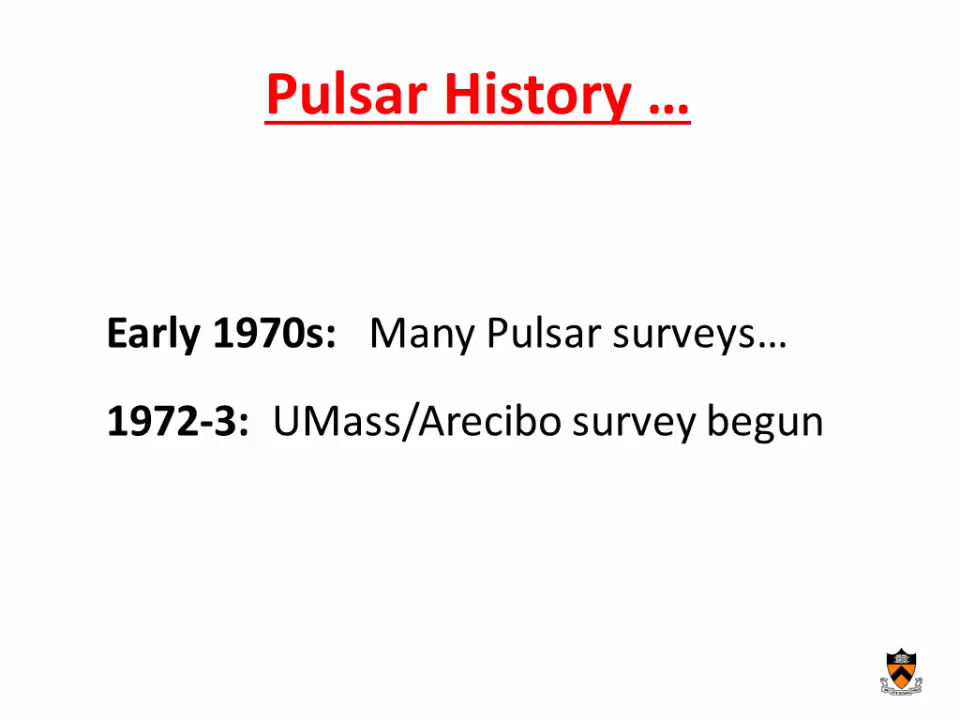 Pulsar History …
Early 1970s: Many Pulsar surveys…
1972-3: UMass/Arecibo survey begun